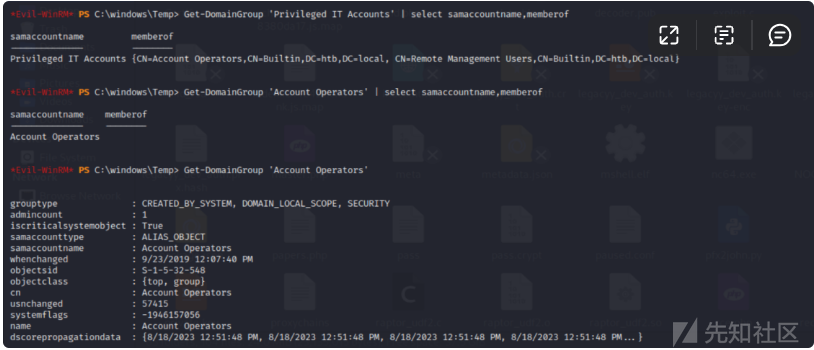 *Evil-WinRM* PS C:\windows\Temp> Get-DomainGroup 'Privileged IT Accounts' | select samaccountname,memberof
samaccountname memberof
Privileged IT Accounts {CN=Account Operators,CN=Builtin,DC=htb,DC=local, CN=Remote Management Users,CN=Builtin,DC=htb,DC=local}
*Evil-WinRM* PS C:\windows\Temp> Get-DomainGroup 'Account Operators' | select samaccountname,memberof
samaccountname memberof
Account Operators
*Evil-WinRM* PS C:\windows\Temp> Get-DomainGroup 'Account Operators'
grouptype : CREATED_BY_SYSTEM, DOMAIN_LOCAL_SCOPE, SECURITY
admincount : 1
iscriticalsystemobject : True
samaccounttype : ALIAS_OBJECT
samaccountname : Account Operators
whenchanged : 9/23/2019 12:07:40 PM
objectsid : S-1-5-32-548
objectclass : {top, group}
cn : Account Operators
usnchanged : 57415
systemflags : -1946157056
name : Account Operators
dscorepropagationdata : {8/18/2023 12:51:48 PM, 8/18/2023 12:51:48 PM, 8/18/2023 12:51:48 PM, 8/18/2023 12:51:48 PM...}
先知社区